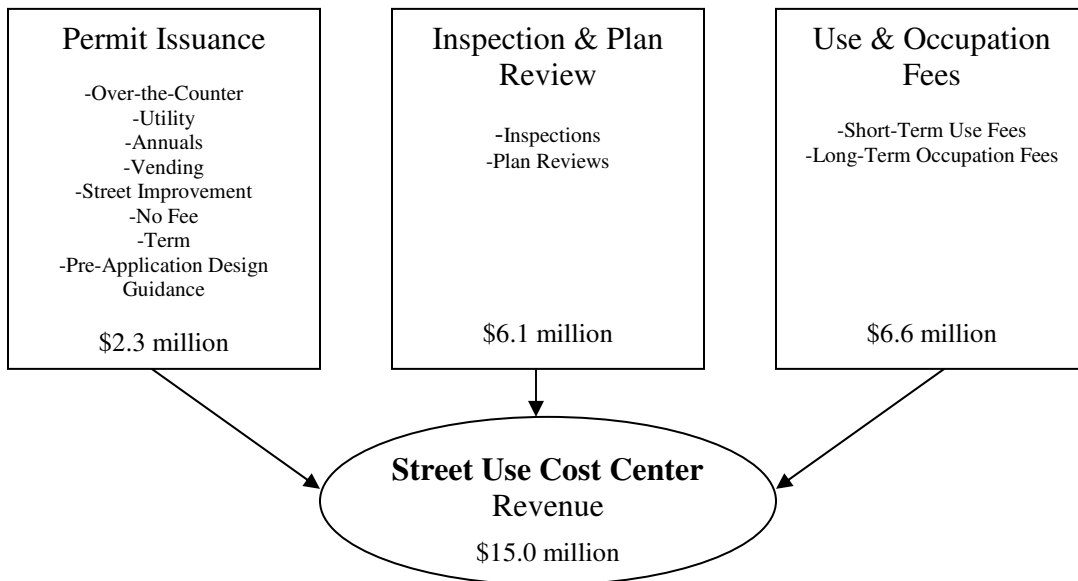 Permit Issuance
-Over-the-Counter
-Utility
-Annuals
-Vending
-Street Improvement
-No Fee
-Term
-Pre-Application Design
Guidance
$2.3 million
Inspection & Plan
Review
-Inspections
-Plan Reviews
$6.1 million
Use & Occupation
Fees
-Short-Term Use Fees
-Long-Term Occupation Fees
$6.6 million
Street Use Cost Center
Revenue
$15.0 million